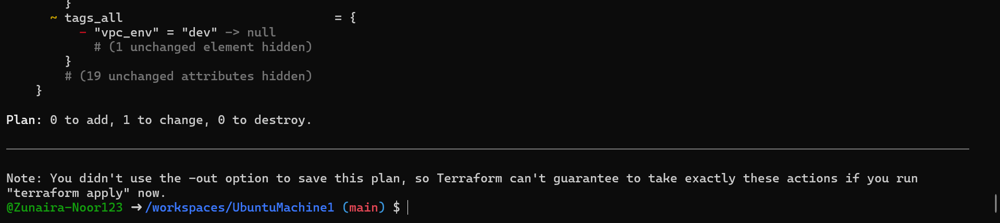 }
~ tags_all = {
- "vpc_env" = "dev" -> null
# (1 unchanged element hidden)
}
# (19 unchanged attributes hidden)
}
Plan: 0 to add, 1 to change, 0 to destroy.
Note: You didn't use the -out option to save this plan, so Terraform can't guarantee to take exactly these actions if you run
"terraform apply" now.
@Zunaira-Noor123 ➜ /workspaces/UbuntuMachine1 (main) $